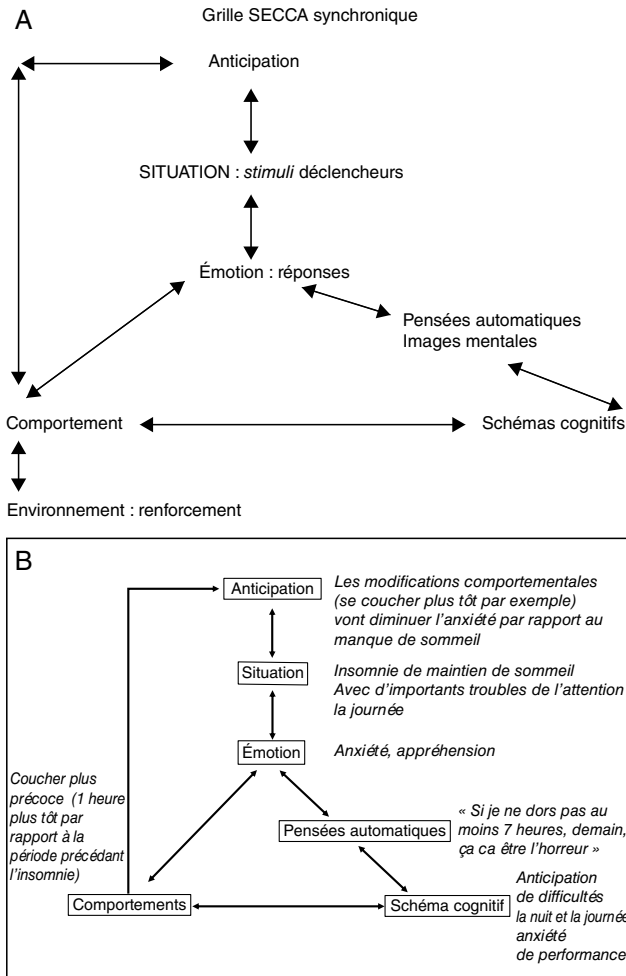 A
Grille SECCA synchronique
Anticipation
SITUATION : stimuli déclencheurs
Émotion : réponses
Pensées automatiques
Images mentales
Comportement
Schémas cognitifs
Environnement : renforcement
B
Anticipation
Les modifications comportementales
(se coucher plus tôt par exemple)
vont diminuer l’anxiété par rapport au
manque de sommeil
Situation
Insomnie de maintien de sommeil
Avec d’importants troubles de l’attention
la journée
Émotion
Anxiété, appréhension
Coucher plus
précoce (1 heure
plus tôt par
rapport à la
période précédant
l’insomnie)
Pensées automatiques
« Si je ne dors pas au
moins 7 heures, demain,
ça ca être l’horreur »
Comportements
Schéma cognitif
Anticipation
de difficultés
la nuit et la journée
anxiété
de performance